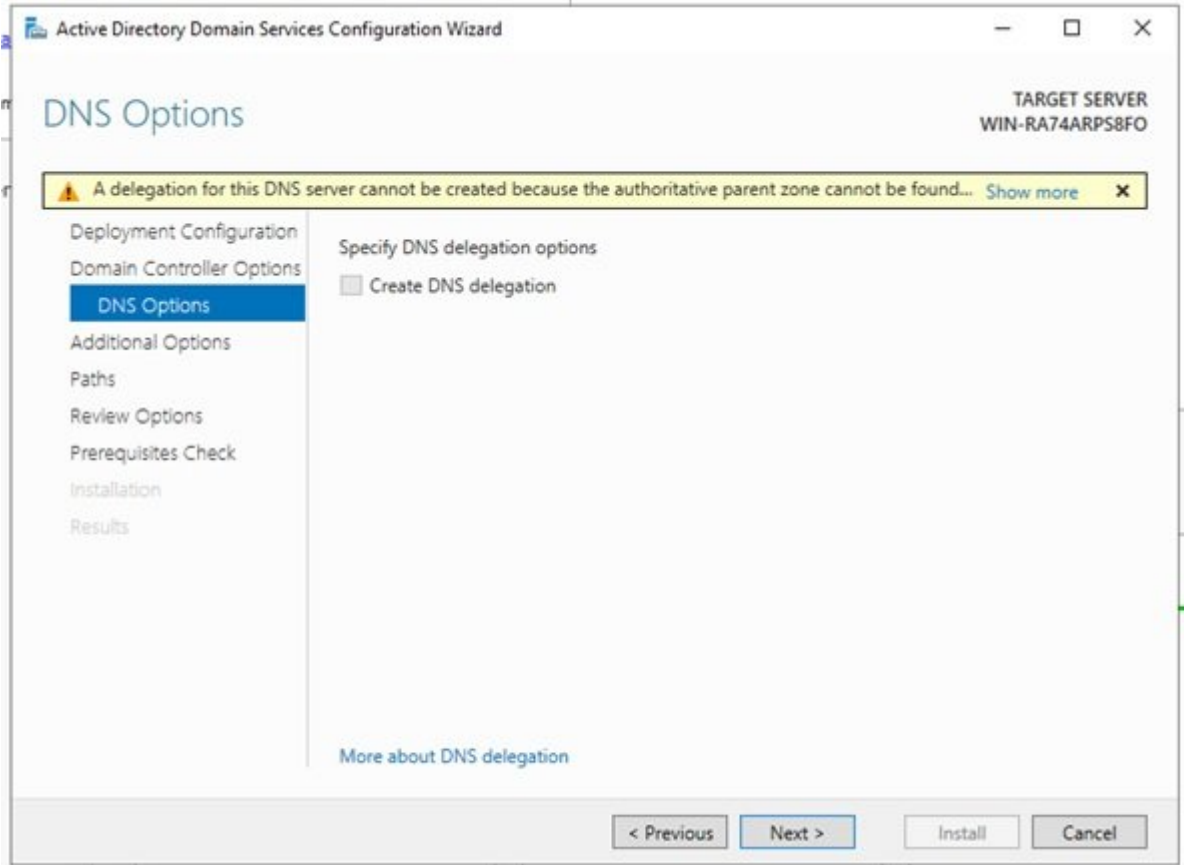 Active Directory Domain Services Configuration Wizard
DNS Options
TARGET SERVER
WIN-RA74ARPS8FO
A delegation for this DNS server cannot be created because the authoritative parent zone cannot be found... Show more
Deployment Configuration
Domain Controller Options
DNS Options
Additional Options
Paths
Review Options
Prerequisites Check
Installation
Results
Specify DNS delegation options
Create DNS delegation
More about DNS delegation
< Previous
Next >
Install
Cancel